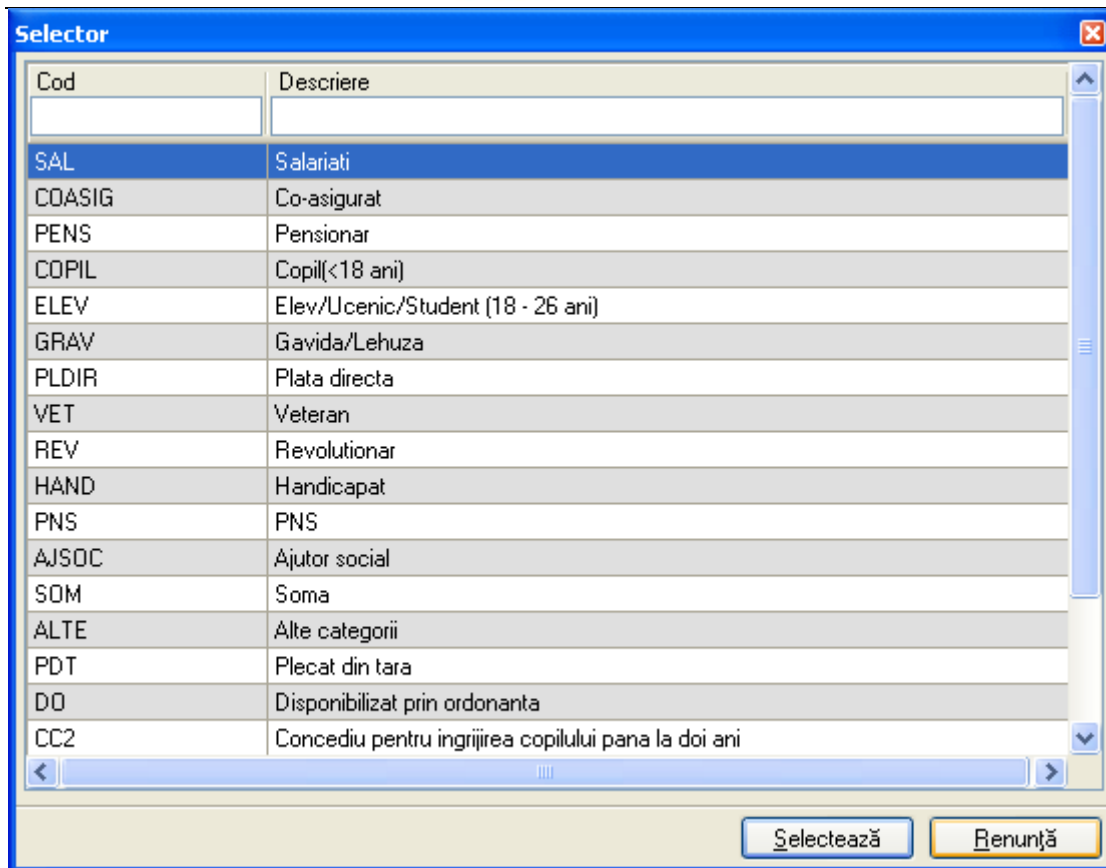 Selector
Cod Descriere
SAL Salariati
COASIG Co-asigurat
PENS Pensionar
COPIL Copil(<18 ani)
ELEV Elev/Ucenic/Student (18 - 26 ani)
GRAV Gavida/Lehuza
PLDIR Plata directa
VET Veteran
REV Revolutionar
HAND Handicapat
PNS PNS
AJSOC Ajutor social
SOM Soma
ALTE Alte categorii
PDT Plecat din tara
DO Disponibilizat prin ordonanta
CC2 Concediu pentru ingrijirea copilului pana la doi ani
Selectează Renunţă